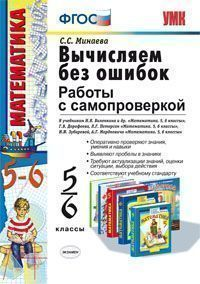 ФГОС
УМК
С.С. Минаева
Вычисляем
без ошибок
Работы
с самопроверкой
К учебникам Н.Я. Виленкина и др. «Математика. 5, 6 классы»,
Г.В. Дорофеева, Л.Г. Петерсон «Математика. 5, 6 классы»,
И.И. Зубаревой, А.Г. Мордковича «Математика. 5, 6 классы»
• Оперативно проверяют знания,
умения и навыки
• Выявляют пробелы в знаниях
• Требуют актуализации знаний, оценки
ситуации, выбора действия
• Соответствуют учебному стандарту
МАТЕМАТИКА
5-6
5/6
классы
ЭКЗАМЕН